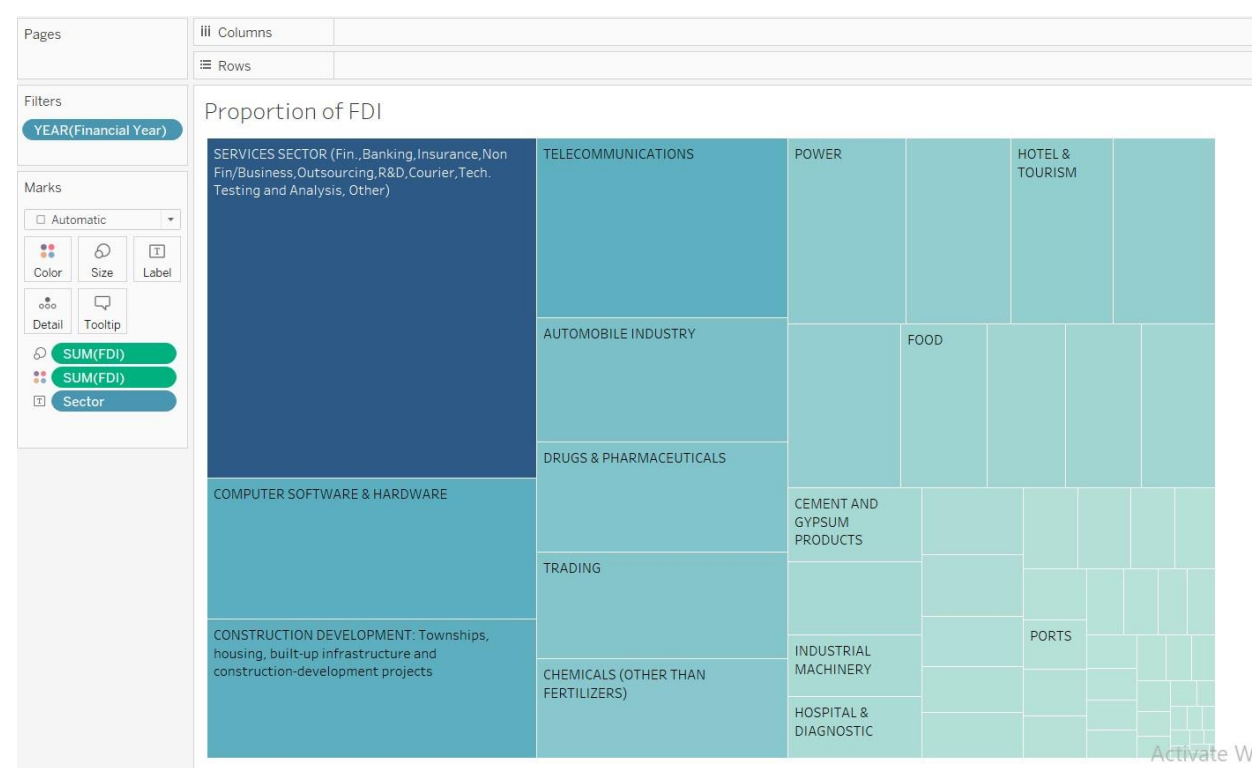 Pages
iii Columns
Rows
Filters
YEAR(Financial Year)
Marks
Automatic
Color
Size
T
Label
Detail
Tooltip
SUM(FDI)
SUM(FDI)
T
Sector
Proportion of FDI
SERVICES SECTOR (Fin.,Banking,Insurance,Non
Fin/Business,Outsourcing,R&D,Courier,Tech.
Testing and Analysis, Other)
COMPUTER SOFTWARE & HARDWARE
CONSTRUCTION DEVELOPMENT: Townships,
housing, built-up infrastructure and
construction-development projects
TELECOMMUNICATIONS
AUTOMOBILE INDUSTRY
DRUGS & PHARMACEUTICALS
TRADING
CHEMICALS (OTHER THAN
FERTILIZERS)
POWER
HOTEL &
TOURISM
FOOD
CEMENT AND
GYPSUM
PRODUCTS
INDUSTRIAL
MACHINERY
HOSPITAL &
DIAGNOSTIC
PORTS
Activate W